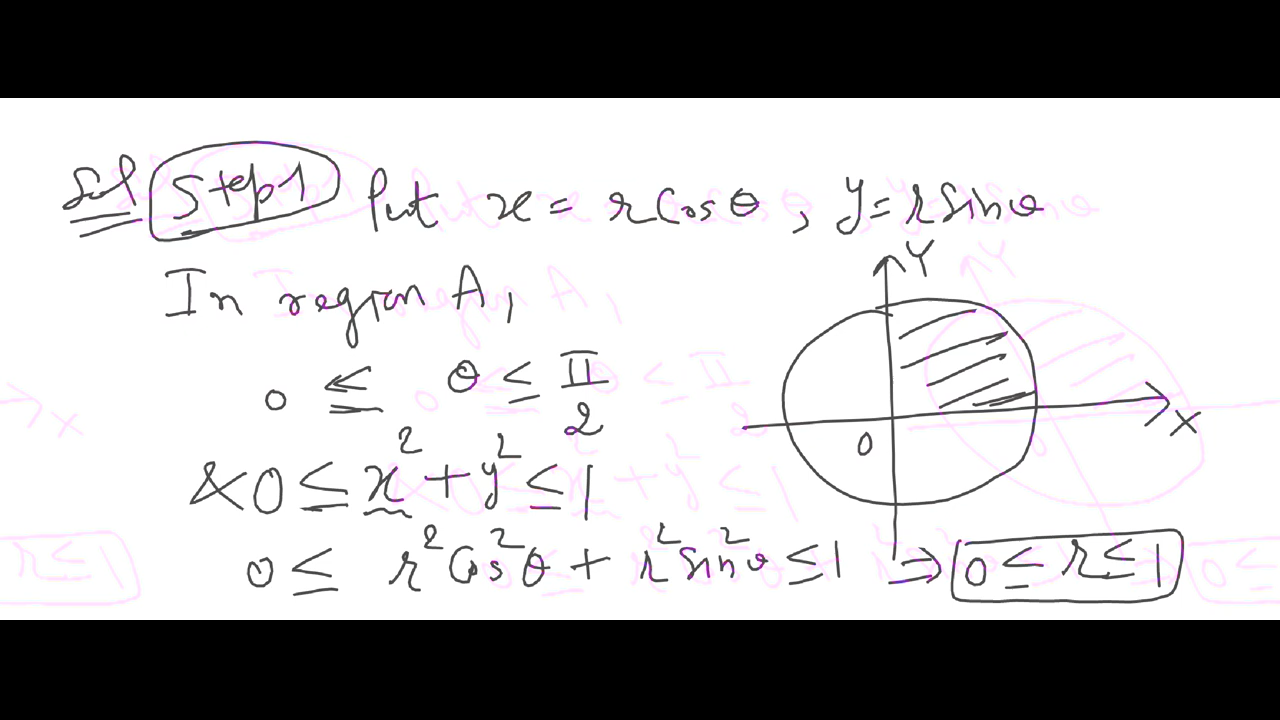 Sol Step1 Put x = r Cos θ, y = r Sin θ
In region A,
0 ≤ θ ≤ π/2
& 0 ≤ x² + y² ≤ 1
0 ≤ r² Cos²θ + r² Sin²θ ≤ 1 ⇒ 0 ≤ r ≤ 1
Y
X
0